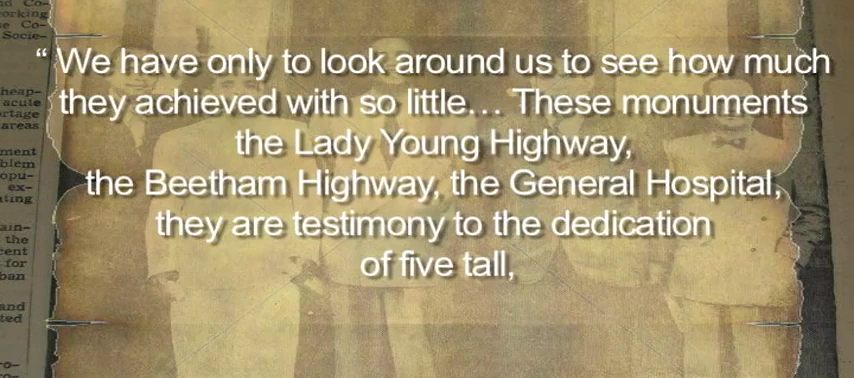 “ We have only to look around us to see how much
they achieved with so little… These monuments
the Lady Young Highway,
the Beetham Highway, the General Hospital,
they are testimony to the dedication
of five tall,